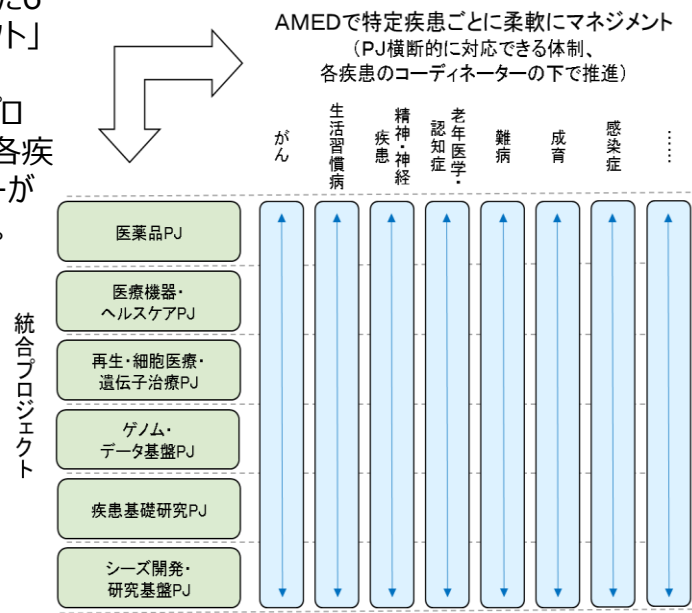 ト」
プロ
各疾
ーが
。
AMEDで特定疾患ごとに柔軟にマネジメント
（PJ横断的に対応できる体制、
各疾患のコーディネーターの下で推進）
がん
生活習慣病
精神・神経
疾患
老年医学・
認知症
難病
成育
感染症
……
統合プロジェクト
医薬品PJ
医療機器・
ヘルスケアPJ
再生・細胞医療・
遺伝子治療PJ
ゲノム・
データ基盤PJ
疾患基礎研究PJ
シーズ開発・
研究基盤PJ